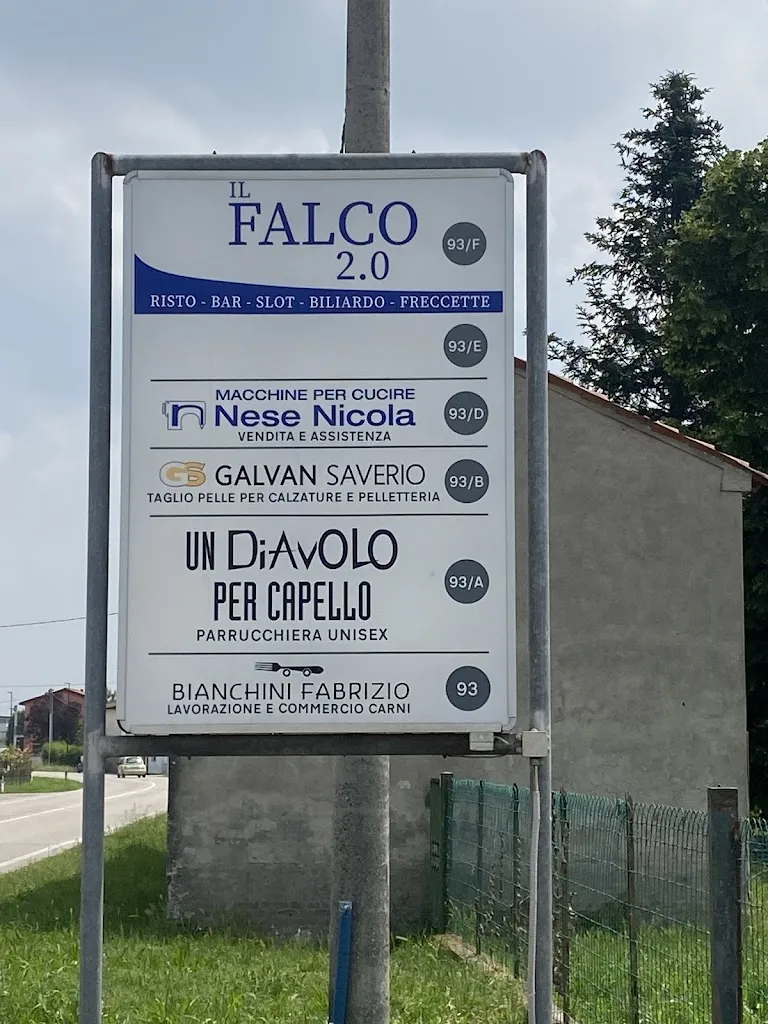 IL
FALCO
2.0
93/F
RISTO - BAR - SLOT - BILIARDO - FRECCETTE
93/E
MACCHINE PER CUCIRE
n Nese Nicola
VENDITA E ASSISTENZA
93/D
GS GALVAN SAVERIO
TAGLIO PELLE PER CALZATURE E PELLETTERIA
93/B
UN DiAvOLO
PER CAPELLO
PARRUCCHIERA UNISEX
93/A
BIANCHINI FABRIZIO
LAVORAZIONE E COMMERCIO CARNI
93